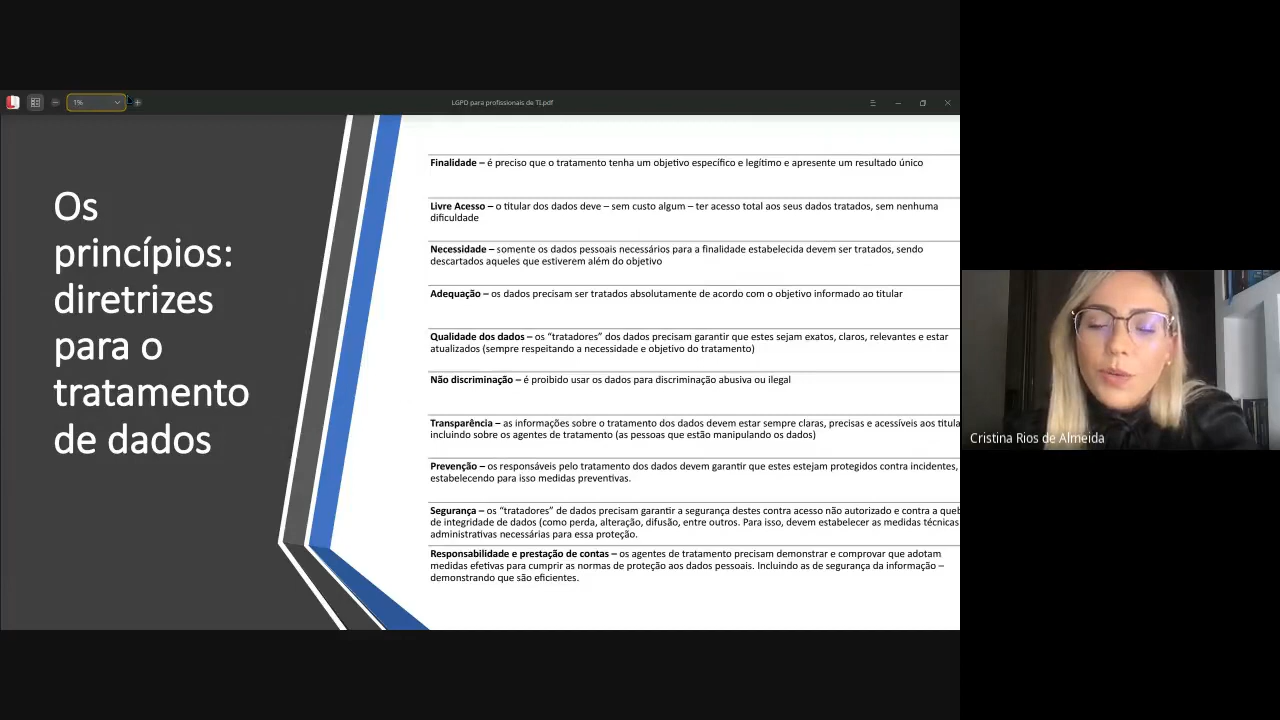 1%
LGPD para profissionais de TI.pdf
Os
princípios:
diretrizes
para o
tratamento
de dados
Finalidade – é preciso que o tratamento tenha um objetivo específico e legítimo e apresente um resultado único
Livre Acesso – o titular dos dados deve – sem custo algum – ter acesso total aos seus dados tratados, sem nenhuma
dificuldade
Necessidade – somente os dados pessoais necessários para a finalidade estabelecida devem ser tratados, sendo
descartados aqueles que estiverem além do objetivo
Adequação – os dados precisam ser tratados absolutamente de acordo com o objetivo informado ao titular
Qualidade dos dados – os “tratadores” dos dados precisam garantir que estes sejam exatos, claros, relevantes e estar
atualizados (sempre respeitando a necessidade e objetivo do tratamento)
Não discriminação – é proibido usar os dados para discriminação abusiva ou ilegal
Transparência – as informações sobre o tratamento dos dados devem estar sempre claras, precisas e acessíveis aos titula
incluindo sobre os agentes de tratamento (as pessoas que estão manipulando os dados)
Prevenção – os responsáveis pelo tratamento dos dados devem garantir que estes estejam protegidos contra incidentes,
estabelecendo para isso medidas preventivas.
Segurança – os “tratadores” de dados precisam garantir a segurança destes contra acesso não autorizado e contra a queb
de integridade de dados (como perda, alteração, difusão, entre outros. Para isso, devem estabelecer as medidas técnicas
administrativas necessárias para essa proteção.
Responsabilidade e prestação de contas – os agentes de tratamento precisam demonstrar e comprovar que adotam
medidas efetivas para cumprir as normas de proteção aos dados pessoais. Incluindo as de segurança da informação –
demonstrando que são eficientes.
Cristina Rios de Almeida